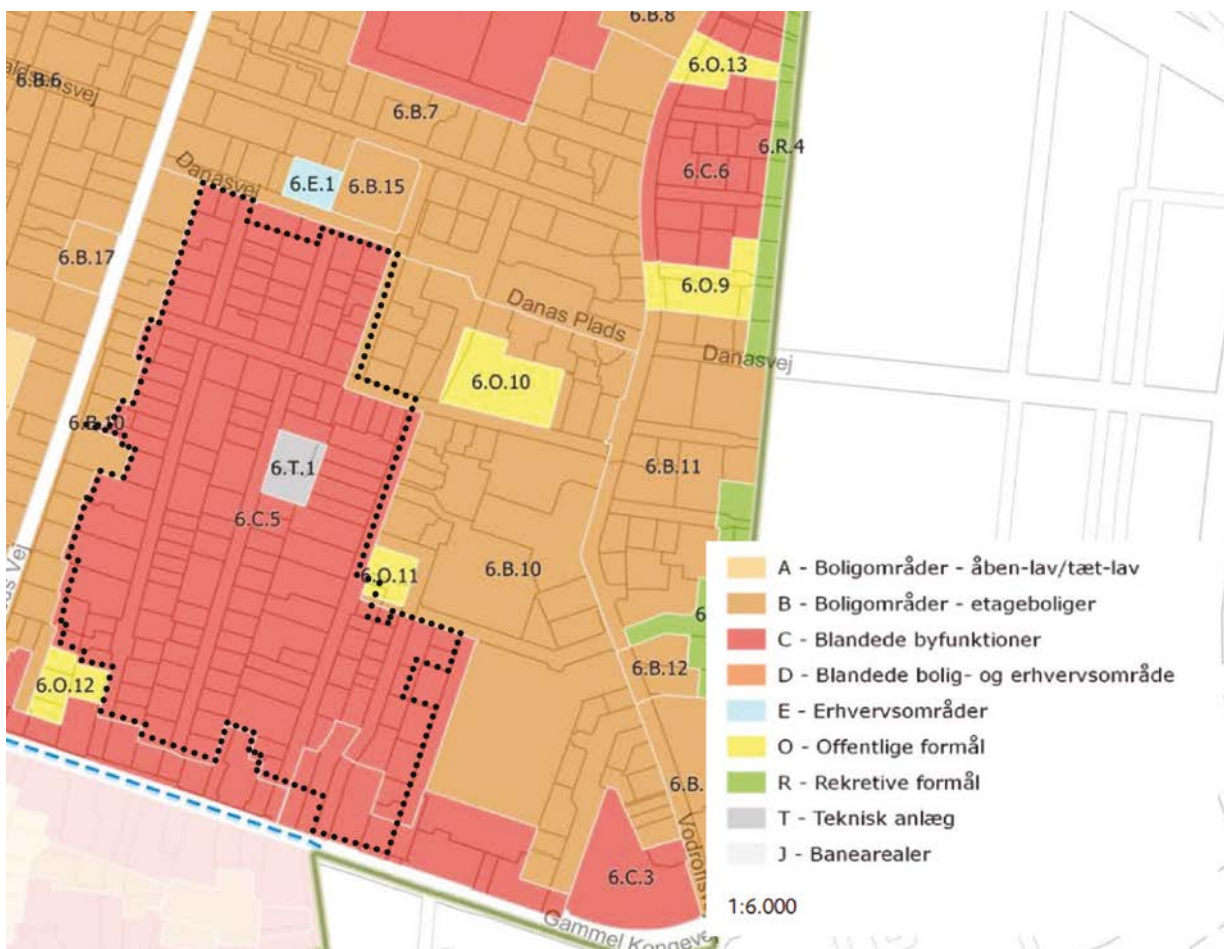 6.B.8
6.O.13
6.B.6
6.B.7
6.R.4
6.C.6
Danasvej
6.E.1
6.B.15
6.B.17
6.O.9
Danas Plads
Danasvej
6.O.10
6.B.10
6.B.11
6.T.1
6.C.5
6.O.11
6.B.10
6.B.12
6.O.12
6.B.
6.C.3
A - Boligområder - åben-lav/tæt-lav
B - Boligområder - etageboliger
C - Blandede byfunktioner
D - Blandede bolig- og erhvervsområde
E - Erhvervsområder
O - Offentlige formål
R - Rekretive formål
T - Teknisk anlæg
J - Banearealer
1:6.000